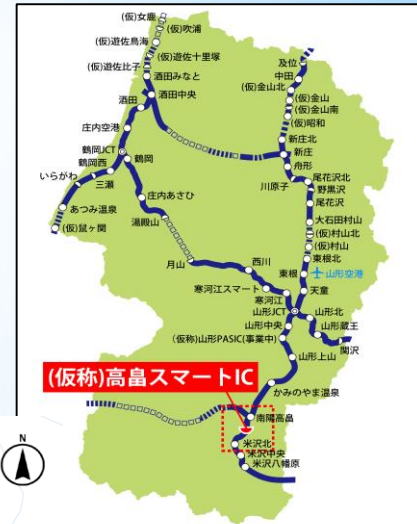 (仮)女鹿
(仮)吹浦
(仮)遊佐鳥海
(仮)遊佐十里塚
(仮)遊佐比子
酒田みなと
酒田中央
酒田
庄内空港
鶴岡JCT
鶴岡西
鶴岡
いらがわ
三瀬
庄内あさひ
あつみ温泉
湯殿山
(仮)鼠ヶ関
月山
西川
寒河江スマート
寒河江
及位
中田
(仮)金山北
(仮)金山
(仮)金山南
(仮)昭和
新庄北
新庄
舟形
川原子
尾花沢北
野黒沢
尾花沢
大石田村山
(仮)村山北
(仮)村山
東根北
東根
山形空港
天童
山形JCT
山形北
山形中央
山形蔵王
関沢
(仮称)山形PASIC(事業中)
山形上山
かみのやま温泉
(仮称)高畠スマートIC
南陽高畠
米沢北
米沢中央
米沢八幡原
N